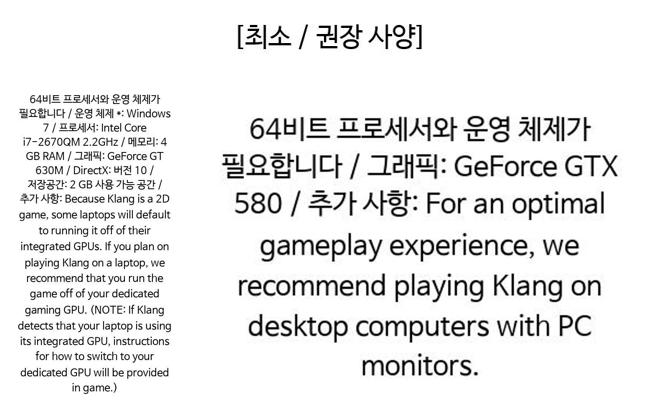 [최소 / 권장 사양]
64비트 프로세서와 운영 체제가
필요합니다 / 운영 체제 *: Windows
7 / 프로세서: Intel Core
i7-2670QM 2.2GHz / 메모리: 4
GB RAM / 그래픽: GeForce GT
630M / DirectX: 버전 10 /
저장공간: 2 GB 사용 가능 공간 /
추가 사항: Because Klang is a 2D
game, some laptops will default
to running it off of their
integrated GPUs. If you plan on
playing Klang on a laptop, we
recommend that you run the
game off of your dedicated
gaming GPU. (NOTE: If Klang
detects that your laptop is using
its integrated GPU, instructions
for how to switch to your
dedicated GPU will be provided
in game.)
64비트 프로세서와 운영 체제가
필요합니다 / 그래픽: GeForce GTX
580 / 추가 사항: For an optimal
gameplay experience, we
recommend playing Klang on
desktop computers with PC
monitors.